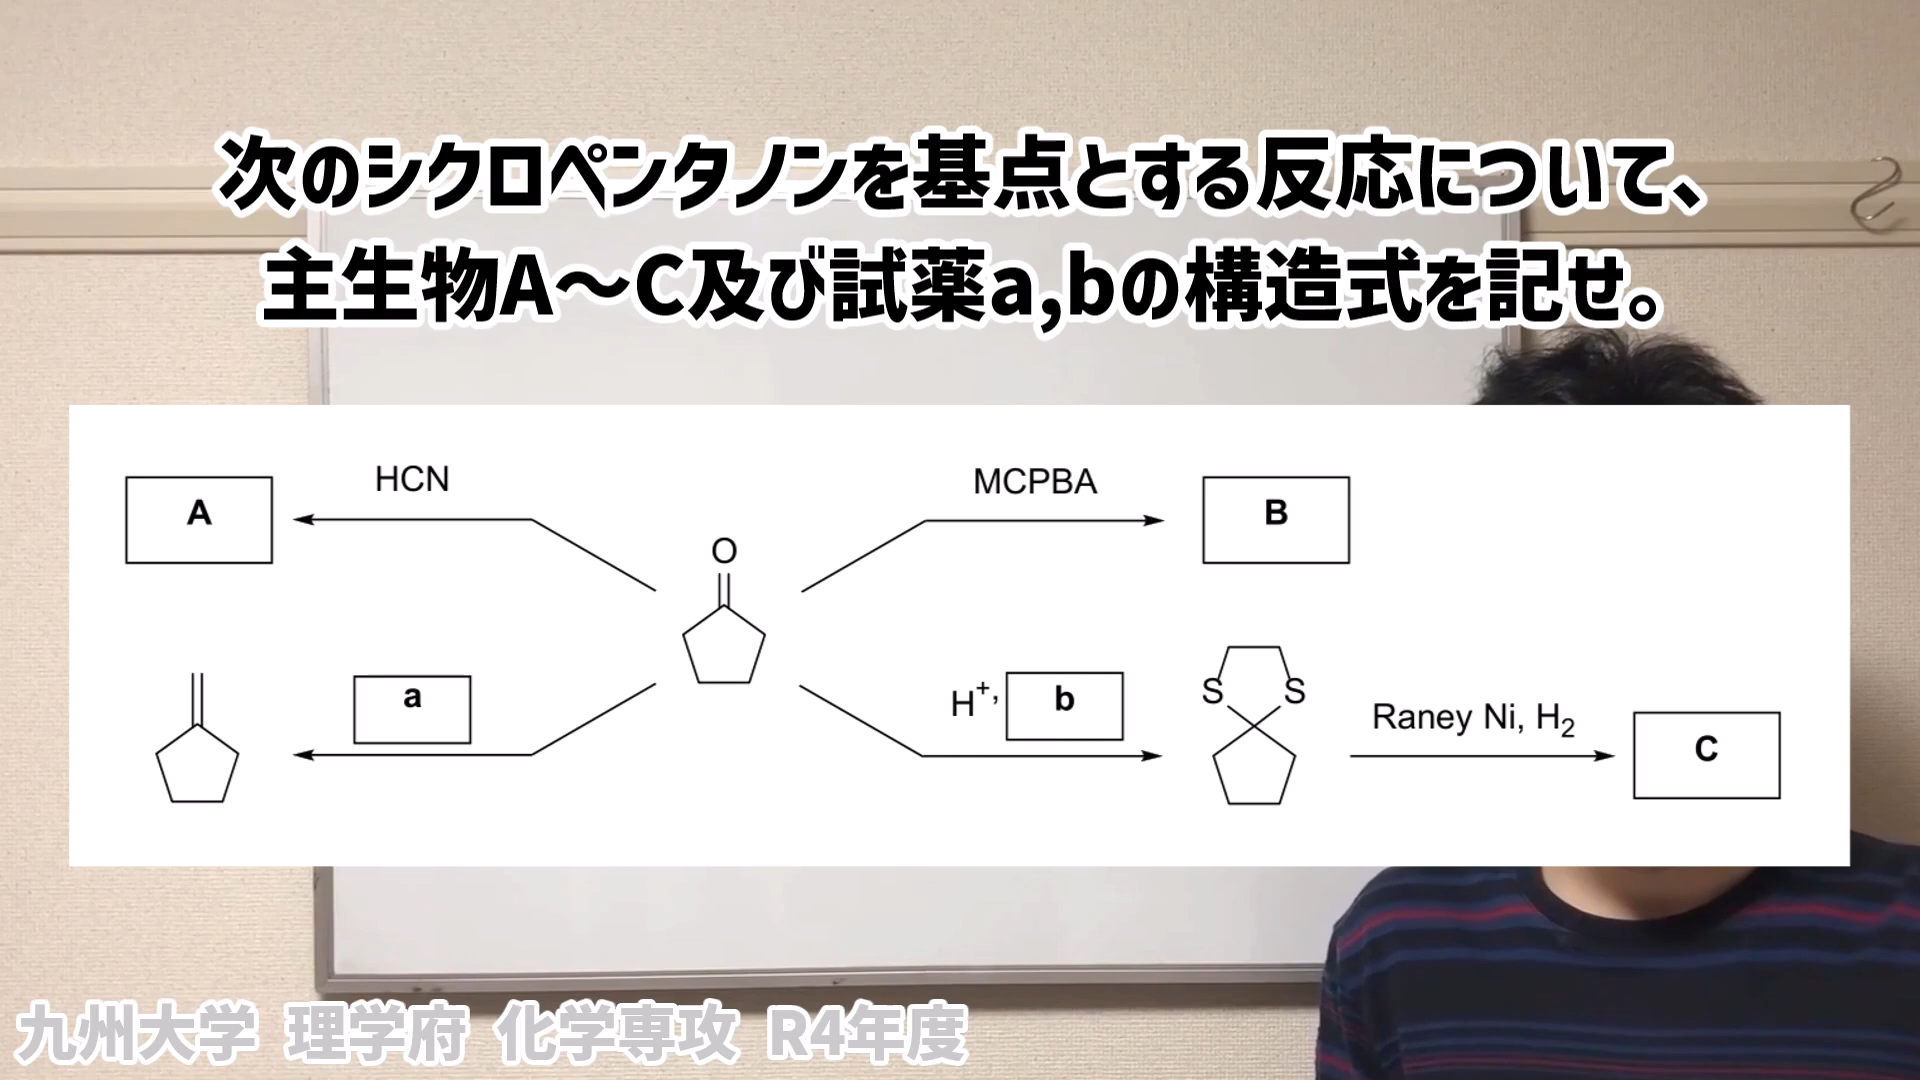 次のシクロペンタノンを基点とする反応について、
主生物A～C及び試薬a,bの構造式を記せ。
HCN
MCPBA
A
B
O
a
H+, b
S S
Raney Ni, H2
C
九州大学 理学府 化学専攻 R4年度